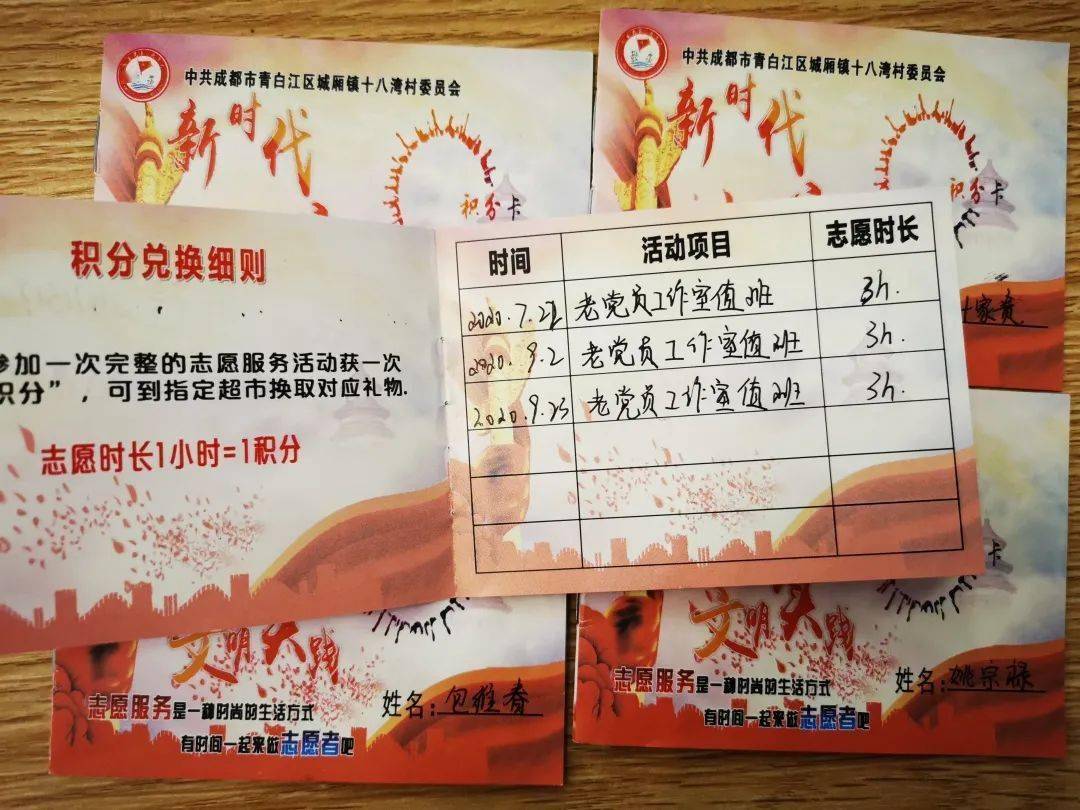 中共成都市青白江区城厢镇十八湾村委员会
新时代
积分卡
中共成都市青白江区城厢镇十八湾村委员会
新时代
积分卡
家贵
积分兑换细则
参加一次完整的志愿服务活动获一次
积分”，可到指定超市换取对应礼物.
志愿时长1小时=1积分
时间 活动项目 志愿时长
2020.7.22 老党员工作室值班 3h.
2020.9.2 老党员工作室值班 3h.
2020.9.23 老党员工作室值班 3h.
文明实践
志愿服务是一种时尚的生活方式
姓名：包维春
有时间一起来做志愿者吧
卡
文明实践
志愿服务是一种时尚的生活方式
姓名：姚宗禄
有时间一起来做志愿者吧